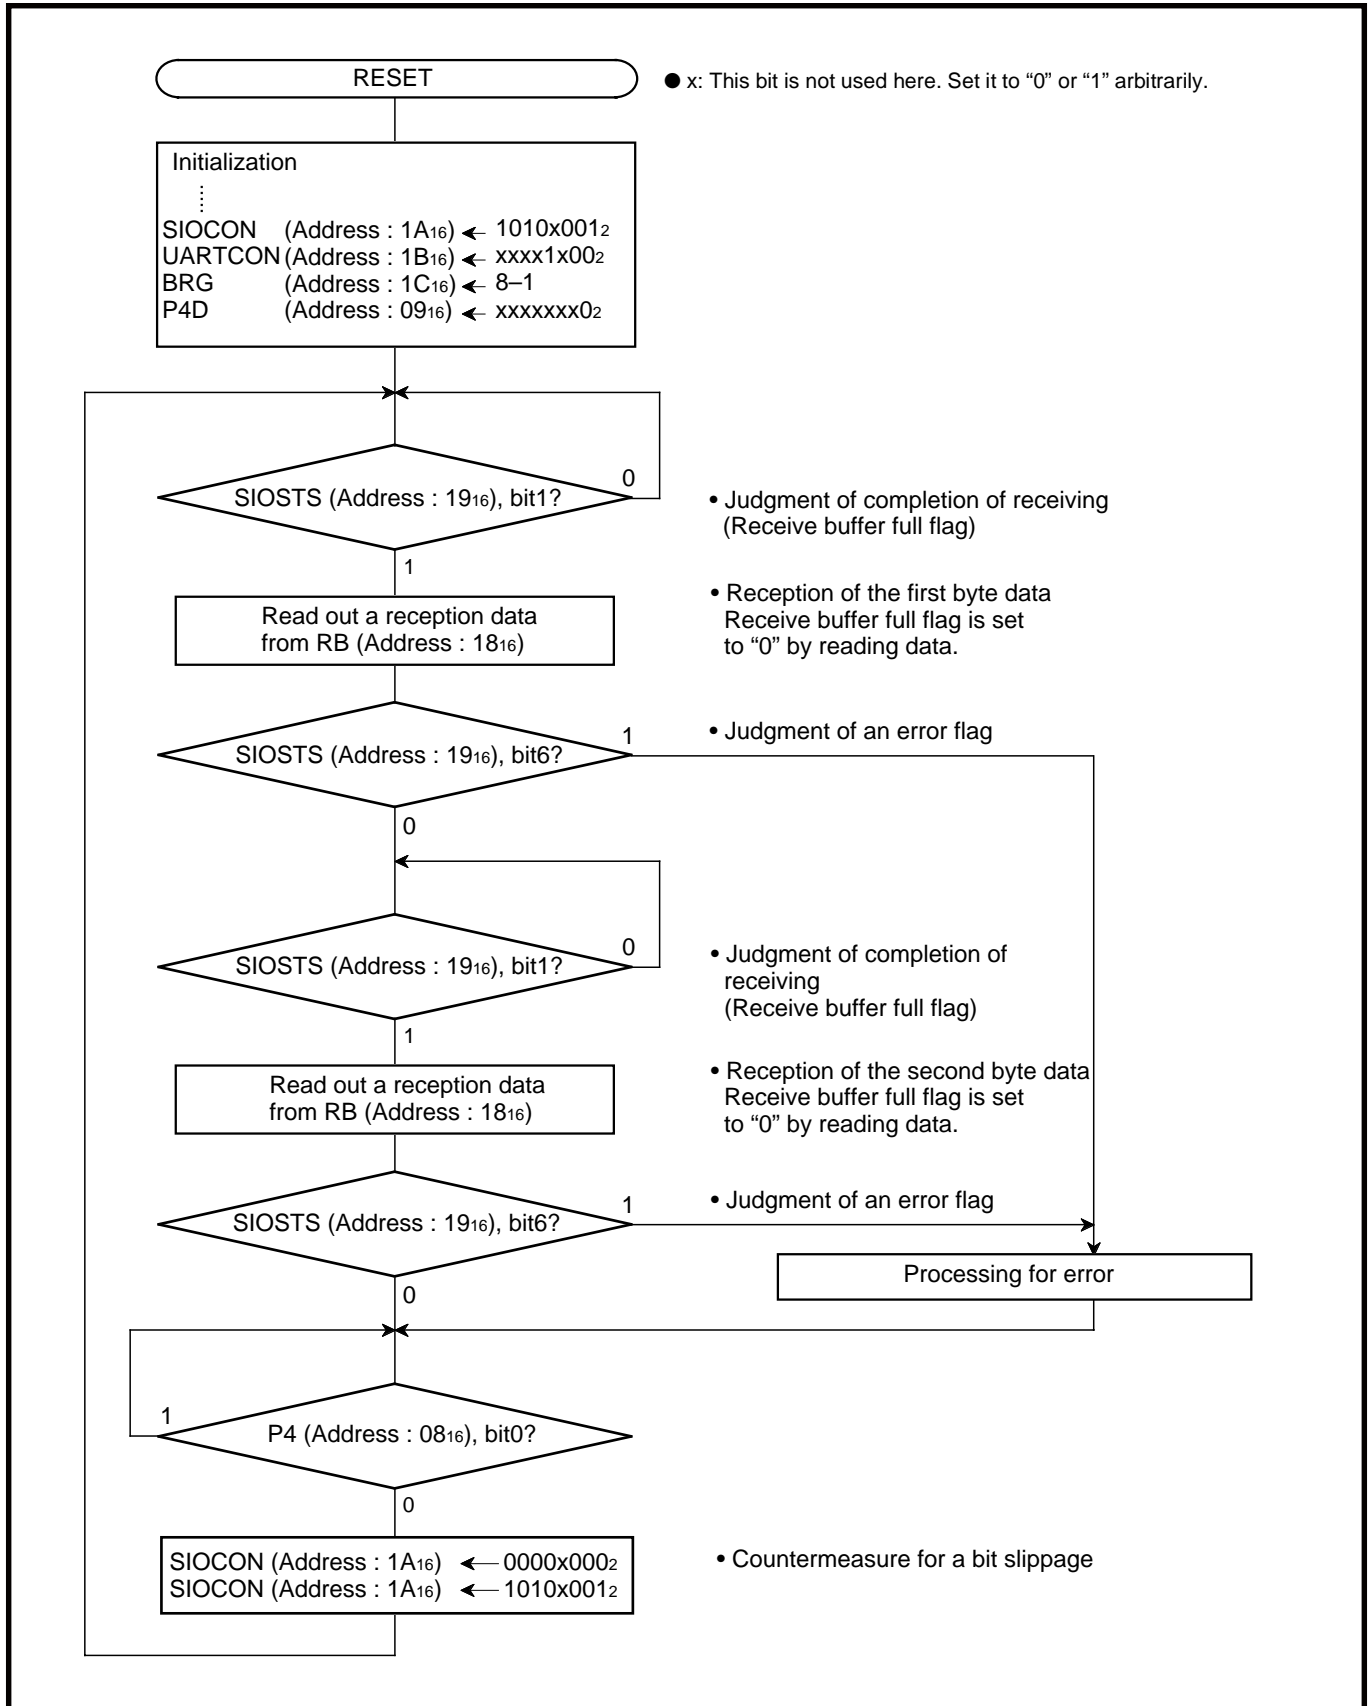 RESET
● x: This bit is not used here. Set it to “0” or “1” arbitrarily.
Initialization
SIOCON (Address : 1A16) ← 1010x0012
UARTCON (Address : 1B16) ← xxxx1x002
BRG (Address : 1C16) ← 8–1
P4D (Address : 0916) ← xxxxxxx02
0
SIOSTS (Address : 1916), bit1?
• Judgment of completion of receiving
(Receive buffer full flag)
1
• Reception of the first byte data
Receive buffer full flag is set
to “0” by reading data.
Read out a reception data
from RB (Address : 1816)
1
• Judgment of an error flag
SIOSTS (Address : 1916), bit6?
0
0
SIOSTS (Address : 1916), bit1?
• Judgment of completion of
receiving
(Receive buffer full flag)
1
• Reception of the second byte data
Receive buffer full flag is set
to “0” by reading data.
Read out a reception data
from RB (Address : 1816)
1
• Judgment of an error flag
SIOSTS (Address : 1916), bit6?
Processing for error
0
1
P4 (Address : 0816), bit0?
0
SIOCON (Address : 1A16) ← 0000x0002
SIOCON (Address : 1A16) ← 1010x0012
• Countermeasure for a bit slippage